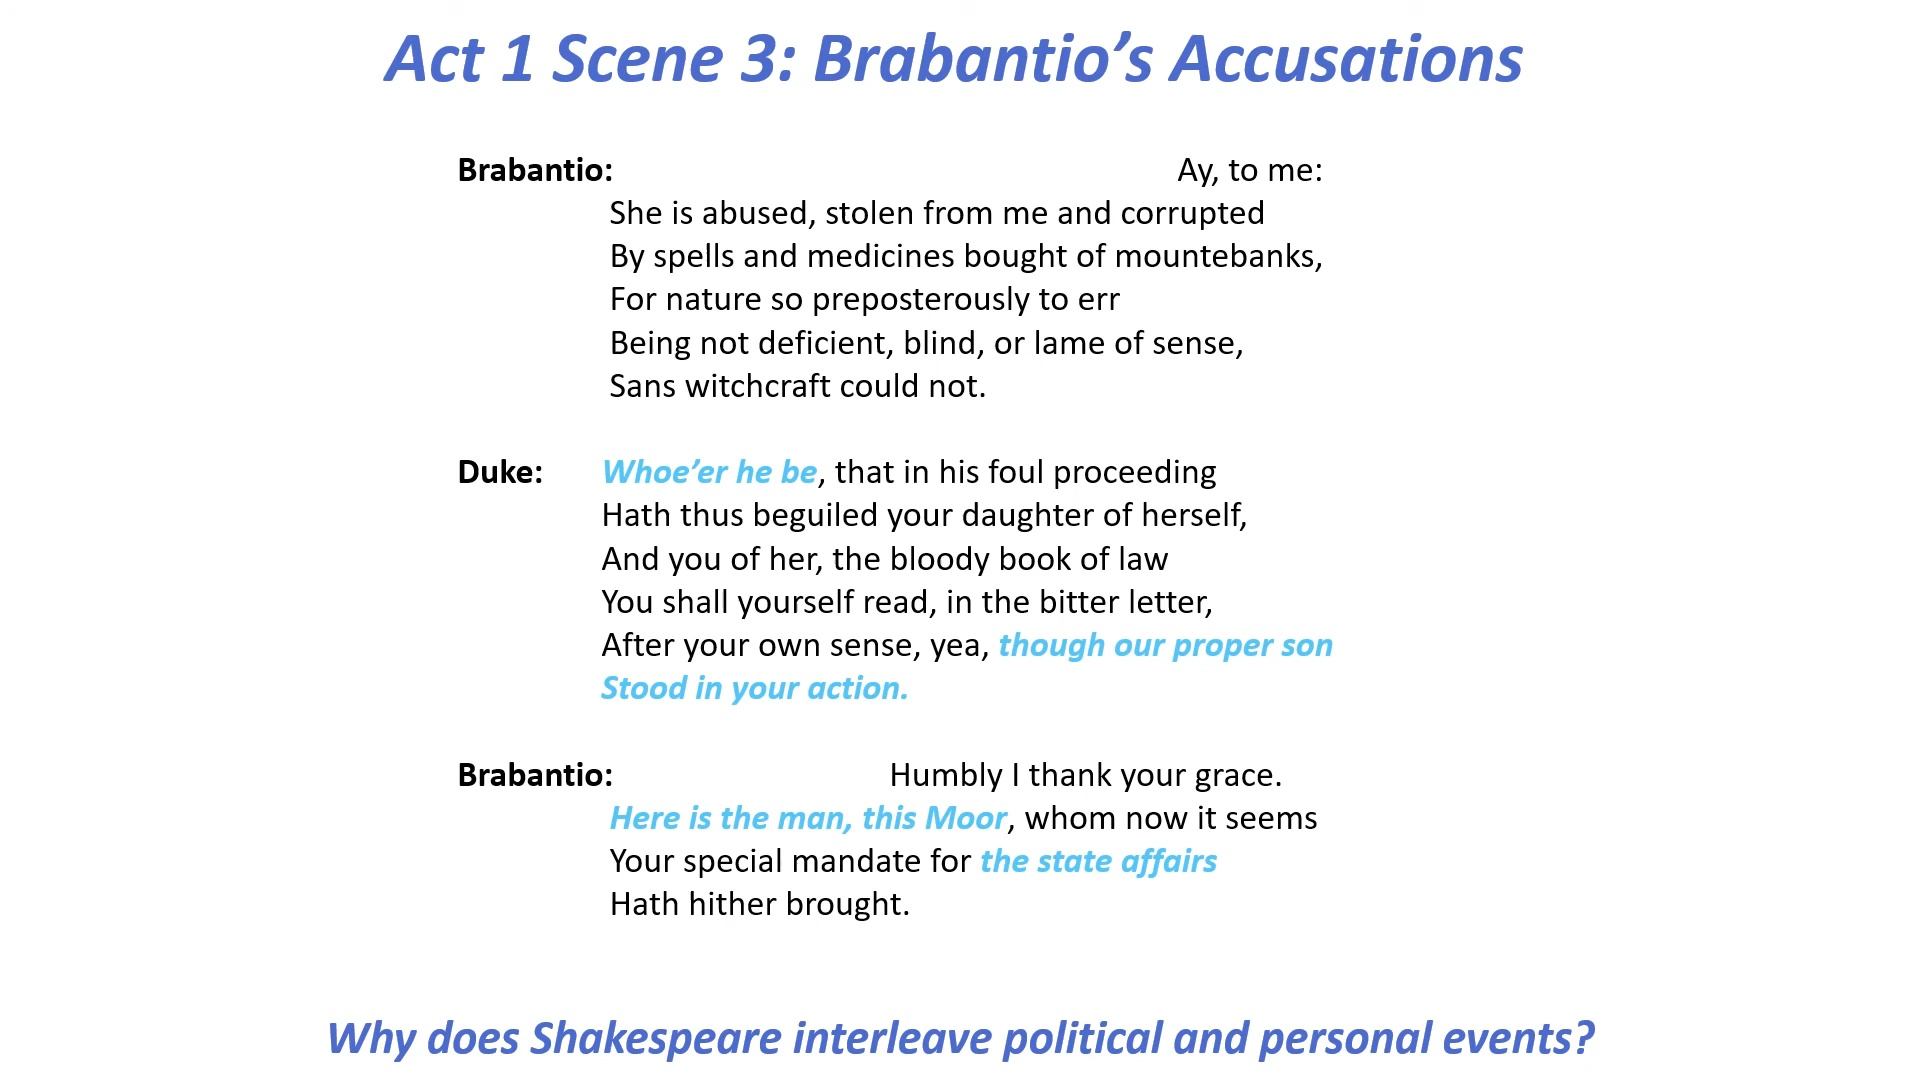 Act 1 Scene 3: Brabantio’s Accusations
Brabantio: Ay, to me:
She is abused, stolen from me and corrupted
By spells and medicines bought of mountebanks,
For nature so preposterously to err
Being not deficient, blind, or lame of sense,
Sans witchcraft could not.
Duke: Whoe’er he be, that in his foul proceeding
Hath thus beguiled your daughter of herself,
And you of her, the bloody book of law
You shall yourself read, in the bitter letter,
After your own sense, yea, though our proper son
Stood in your action.
Brabantio: Humbly I thank your grace.
Here is the man, this Moor, whom now it seems
Your special mandate for the state affairs
Hath hither brought.
Why does Shakespeare interleave political and personal events?